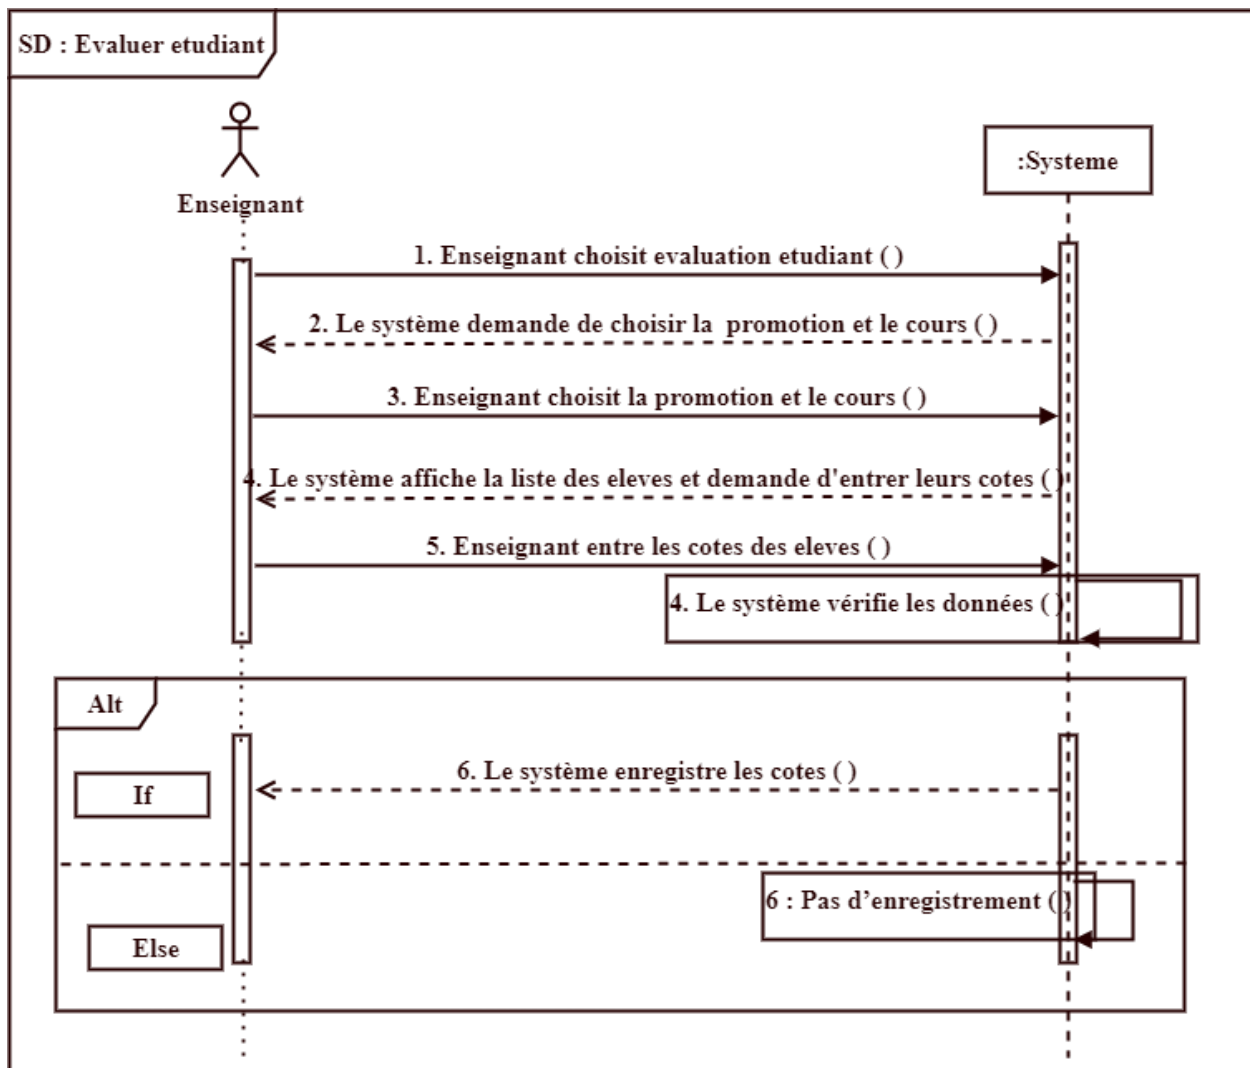 SD : Evaluer etudiant
:Systeme
Enseignant
1. Enseignant choisit evaluation etudiant ( )
2. Le système demande de choisir la promotion et le cours ( )
3. Enseignant choisit la promotion et le cours ( )
4. Le système affiche la liste des eleves et demande d'entrer leurs cotes ( )
5. Enseignant entre les cotes des eleves ( )
4. Le système vérifie les données ( )
Alt
6. Le système enregistre les cotes ( )
If
6 : Pas d’enregistrement ( )
Else